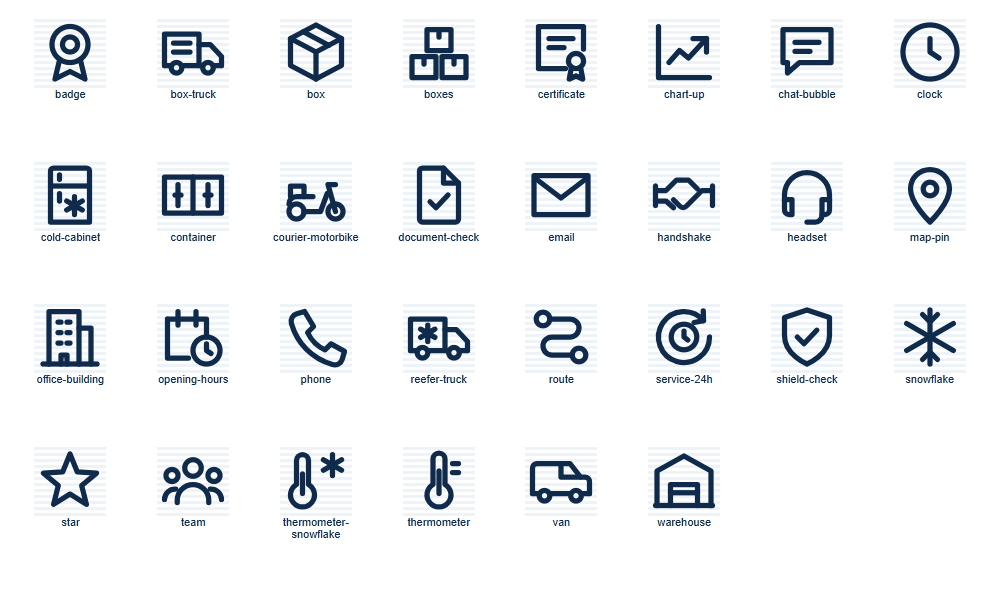 badge
box-truck
box
boxes
certificate
chart-up
chat-bubble
clock
cold-cabinet
container
courier-motorbike
document-check
email
handshake
headset
map-pin
office-building
opening-hours
phone
reefer-truck
route
service-24h
shield-check
snowflake
star
team
thermometer-
snowflake
thermometer
van
warehouse